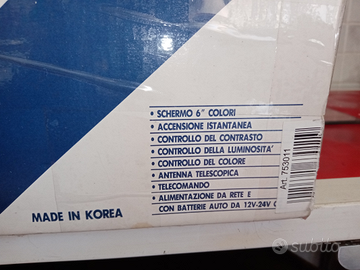 • SCHERMO 6" COLORI
• ACCENSIONE ISTANTANEA
• CONTROLLO DEL CONTRASTO
• CONTROLLO DELLA LUMINOSITA'
• CONTROLLO DEL COLORE
• ANTENNA TELESCOPICA
• TELECOMANDO
• ALIMENTAZIONE DA RETE E
CON BATTERIE AUTO DA 12V-24V
MADE IN KOREA
Art. 753011
subito